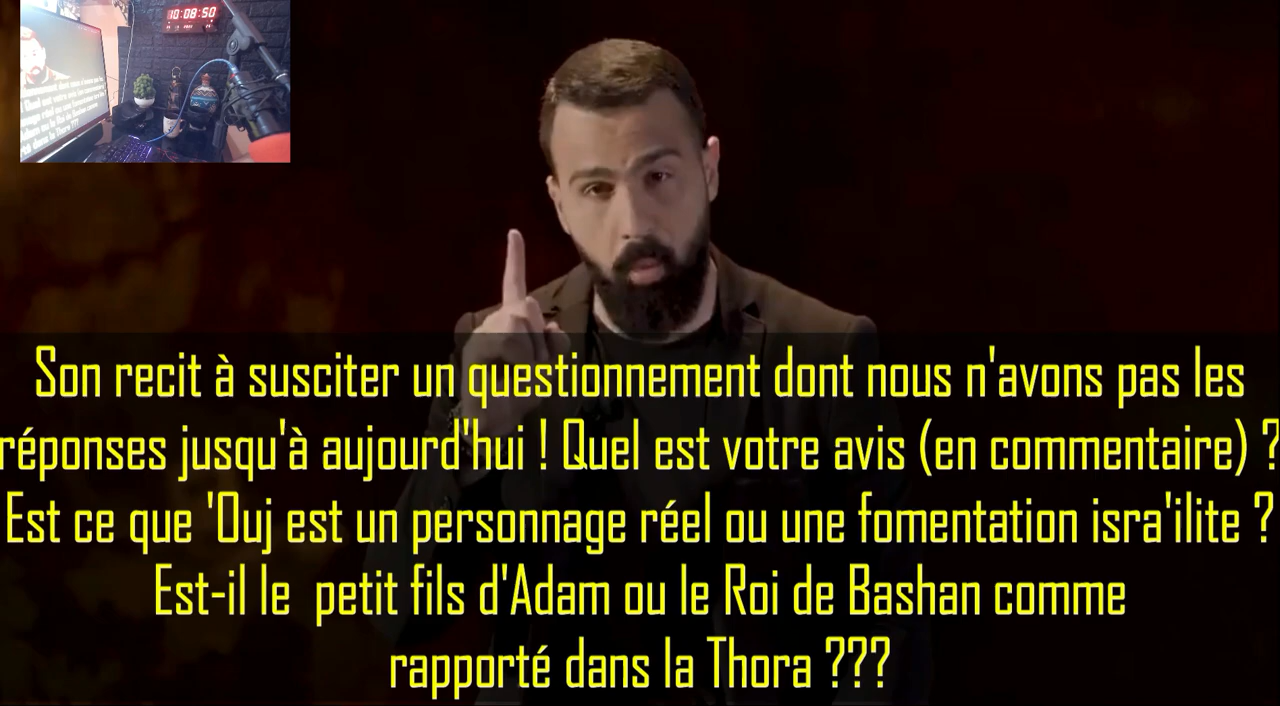 10:08:50
Son recit à susciter un questionnement dont nous n'avons pas les
réponses jusqu'à aujourd'hui ! Quel est votre avis (en commentaire) ?
Est ce que 'Ouj est un personnage réel ou une fomentation isra'ilite ?
Est-il le petit fils d'Adam ou le Roi de Bashan comme
rapporté dans la Thora ???